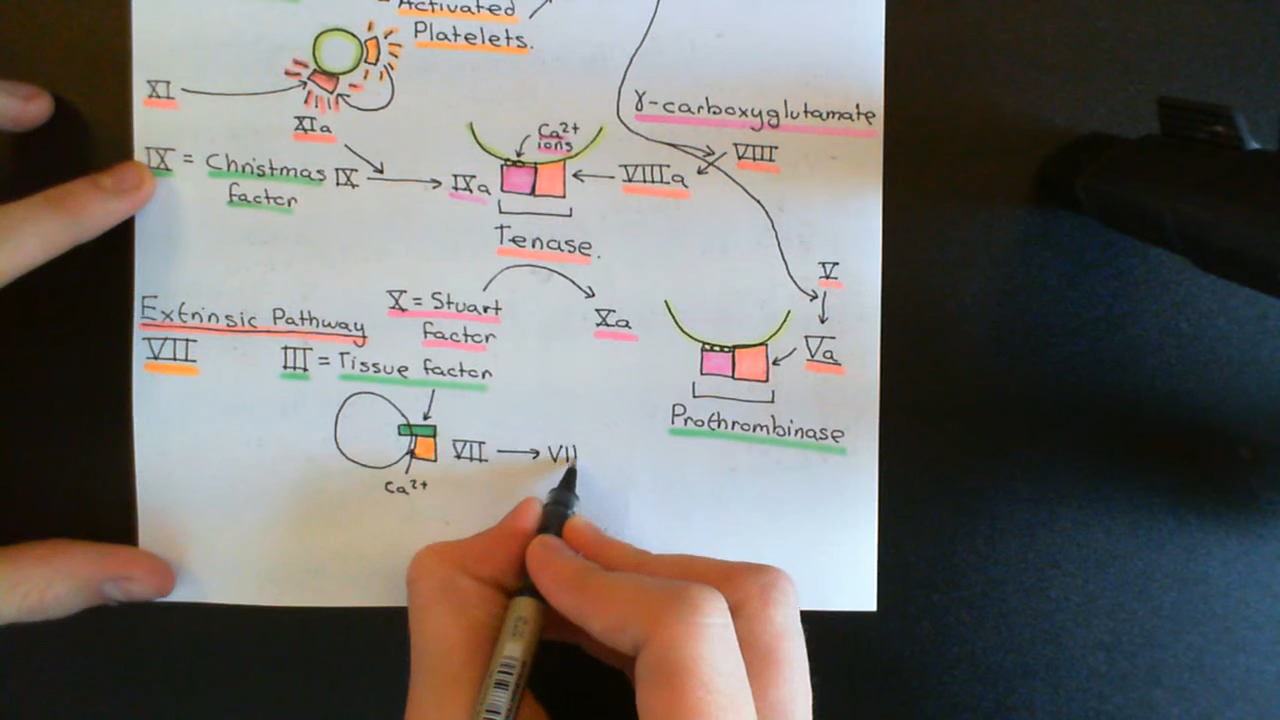 Activated
Platelets.
XI
XIa
γ-carboxyglutamate
Ca²⁺
ions
VIII
IX = Christmas
factor
IX
IXa
VIIIa
Tenase.
V
X = Stuart
factor
Xa
Extrinsic Pathway
VII
III = Tissue factor
Va
Prothrombinase
VII
VII
Ca²⁺